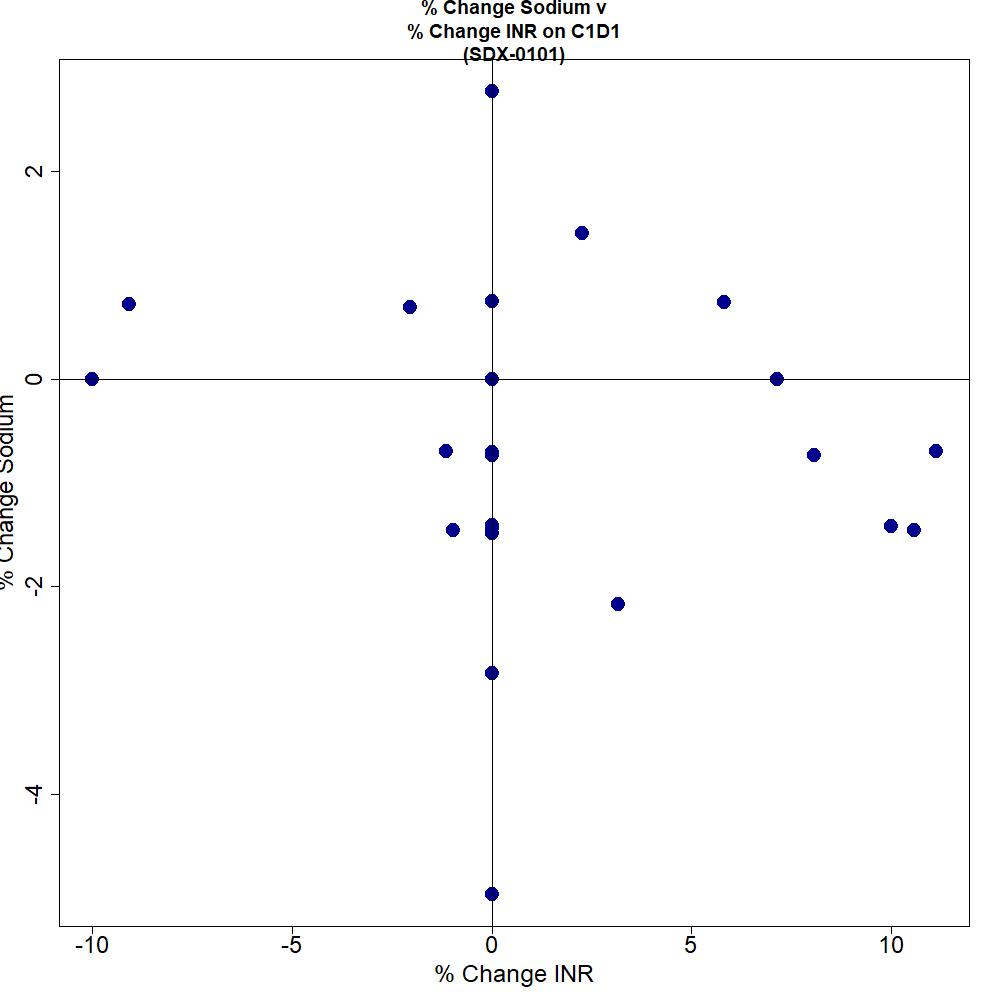 % Change Sodium v
% Change INR on C1D1
(SDX-0101)
% Change Sodium
2
0
-2
-4
-10
-5
0
5
10
% Change INR